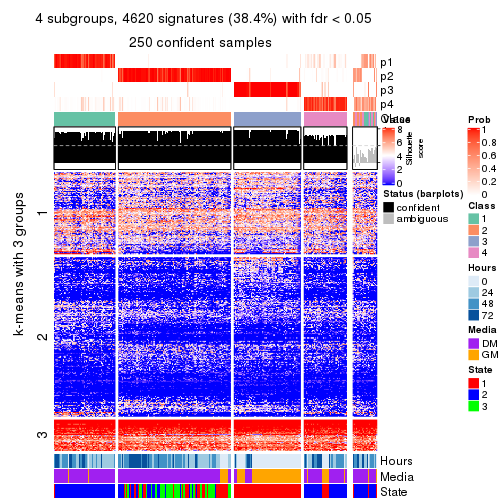 4 subgroups, 4620 signatures (38.4%) with fdr < 0.05
250 confident samples
p1
p2
p3
p4
Class
Silhouette
score
k-means with 3 groups
1
2
3
Hours
Media
State
Value
8
6
4
2
0
Status (barplots)
confident
ambiguous
Prob
1
0.8
0.6
0.4
0.2
0
Class
1
2
3
4
Hours
0
24
48
72
Media
DM
GM
State
1
2
3